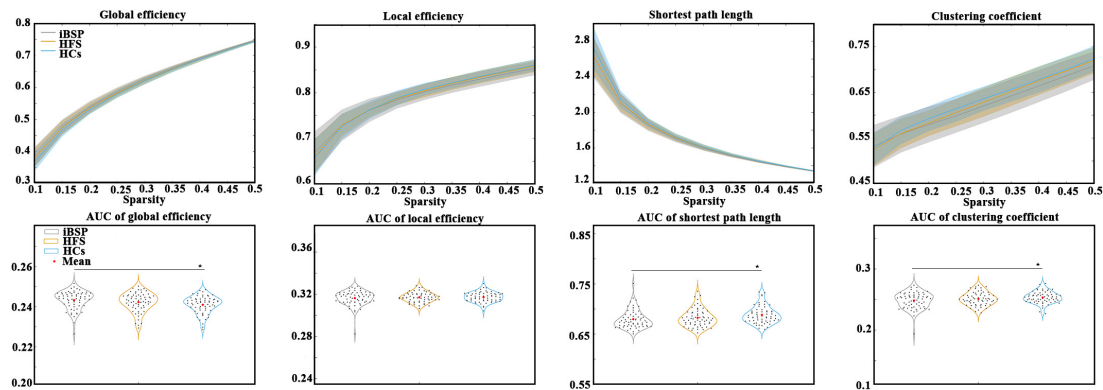 Global efficiency
0.8
0.7
0.6
0.5
0.4
0.3
iBSP
HFS
HCs
0.1 0.15 0.2 0.25 0.3 0.35 0.4 0.45 0.5
Sparsity
Local efficiency
1.0
0.9
0.8
0.7
0.6
0.1 0.15 0.2 0.25 0.3 0.35 0.4 0.45 0.5
Sparsity
Shortest path length
2.8
2.4
2.0
1.6
1.2
0.1 0.15 0.2 0.25 0.3 0.35 0.4 0.45 0.5
Sparsity
Clustering coefficient
0.75
0.65
0.55
0.45
0.1 0.15 0.2 0.25 0.3 0.35 0.4 0.45 0.5
Sparsity
AUC of global efficiency
iBSP
HFS
HCs
Mean
*
0.26
0.24
0.22
0.20
AUC of local efficiency
0.36
0.32
0.28
0.24
AUC of shortest path length
*
0.85
0.75
0.65
0.55
AUC of clustering coefficient
*
0.3
0.2
0.1